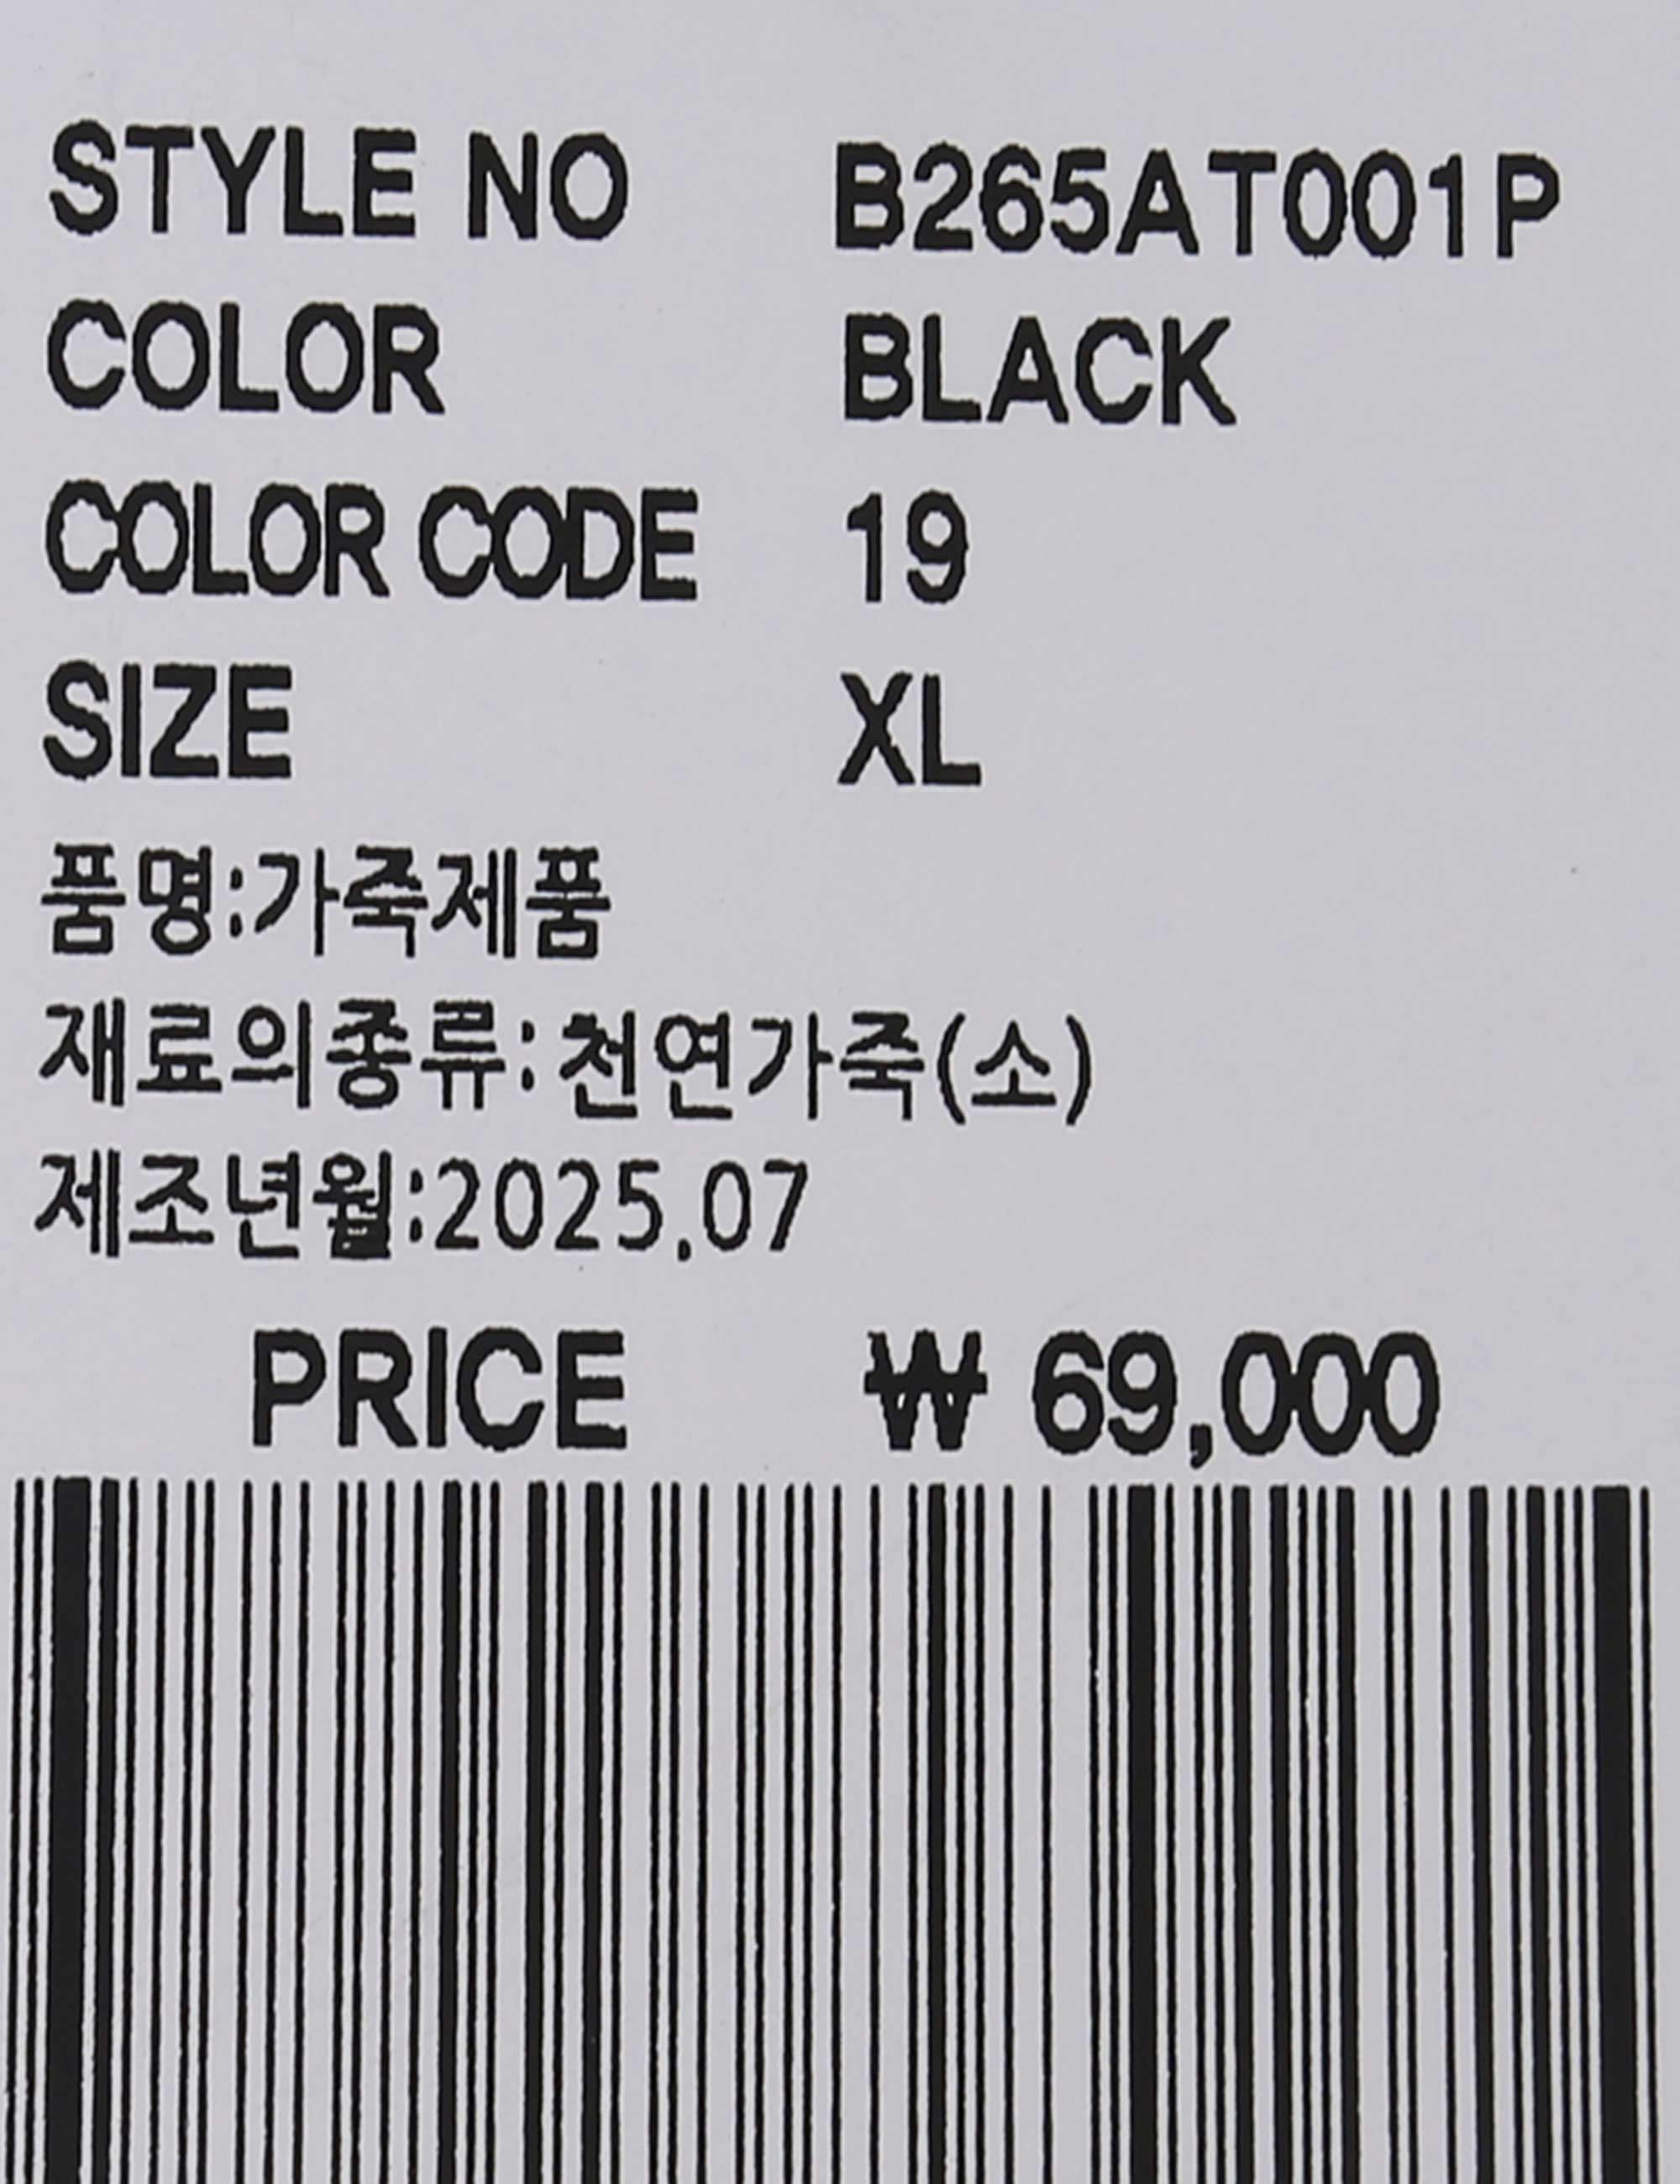 STYLE NO B265AT001P
COLOR BLACK
COLOR CODE 19
SIZE XL
품명:가죽제품
재료의종류:천연가죽(소)
제조년월:2025.07
PRICE ₩ 69,000